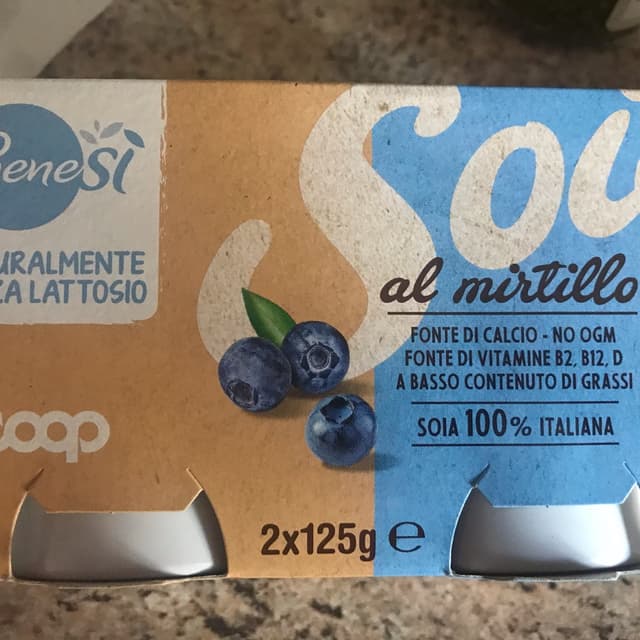 BeneSì
URALMENTE
ZA LATTOSIO
coop
Soi
al mirtillo
FONTE DI CALCIO - NO OGM
FONTE DI VITAMINE B2, B12, D
A BASSO CONTENUTO DI GRASSI
SOIA 100% ITALIANA
2x125g ℮